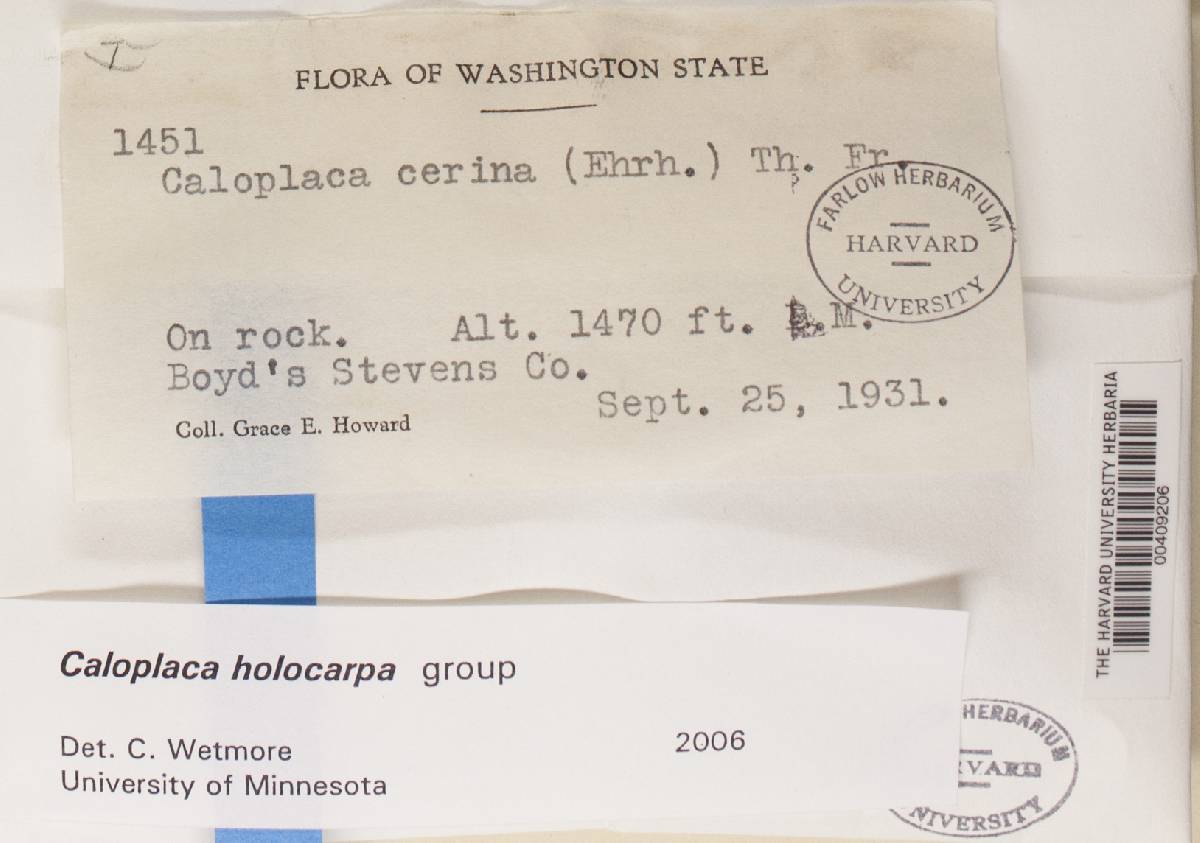 FLORA OF WASHINGTON STATE
1451
Caloplaca cerina (Ehrh.) Th. Fr.
FARLOW HERBARIUM
HARVARD
UNIVERSITY
On rock. Alt. 1470 ft. L.M.
Boyd's Stevens Co.
Sept. 25, 1931.
Coll. Grace E. Howard
THE HARVARD UNIVERSITY HERBARIA
00409206
Caloplaca holocarpa group
Det. C. Wetmore 2006
University of Minnesota
HERBARIUM
VARD
NIVERSITY